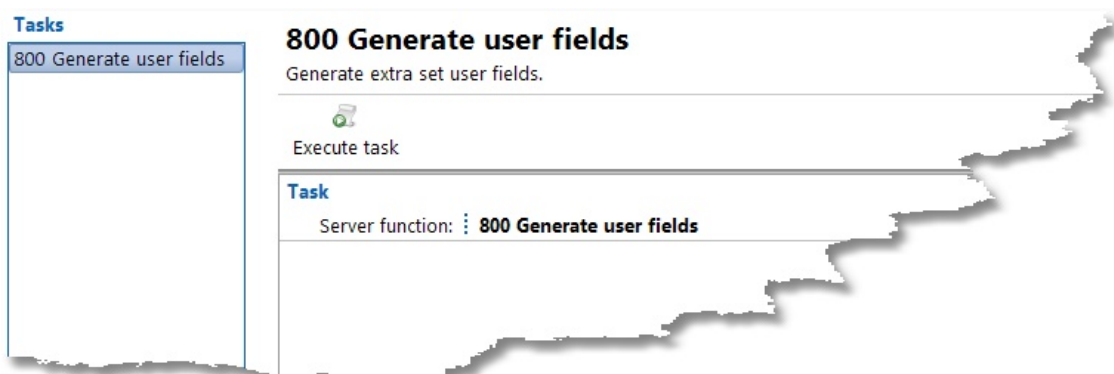 Tasks
800 Generate user fields
800 Generate user fields
Generate extra set user fields.
Execute task
Task
Server function: 800 Generate user fields